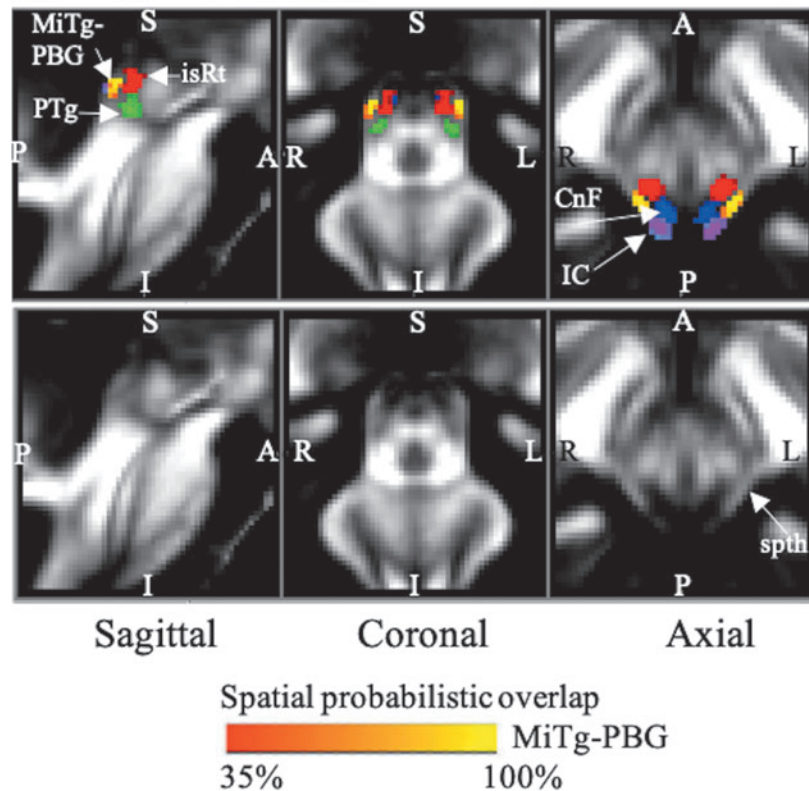 S
MiTg-
PBG
isRt
PTg
P
A
I
S
R
L
I
A
R
L
CnF
IC
P
S
P
A
I
S
R
L
I
A
R
L
spth
P
Sagittal
Coronal
Axial
Spatial probabilistic overlap
MiTg-PBG
35%
100%